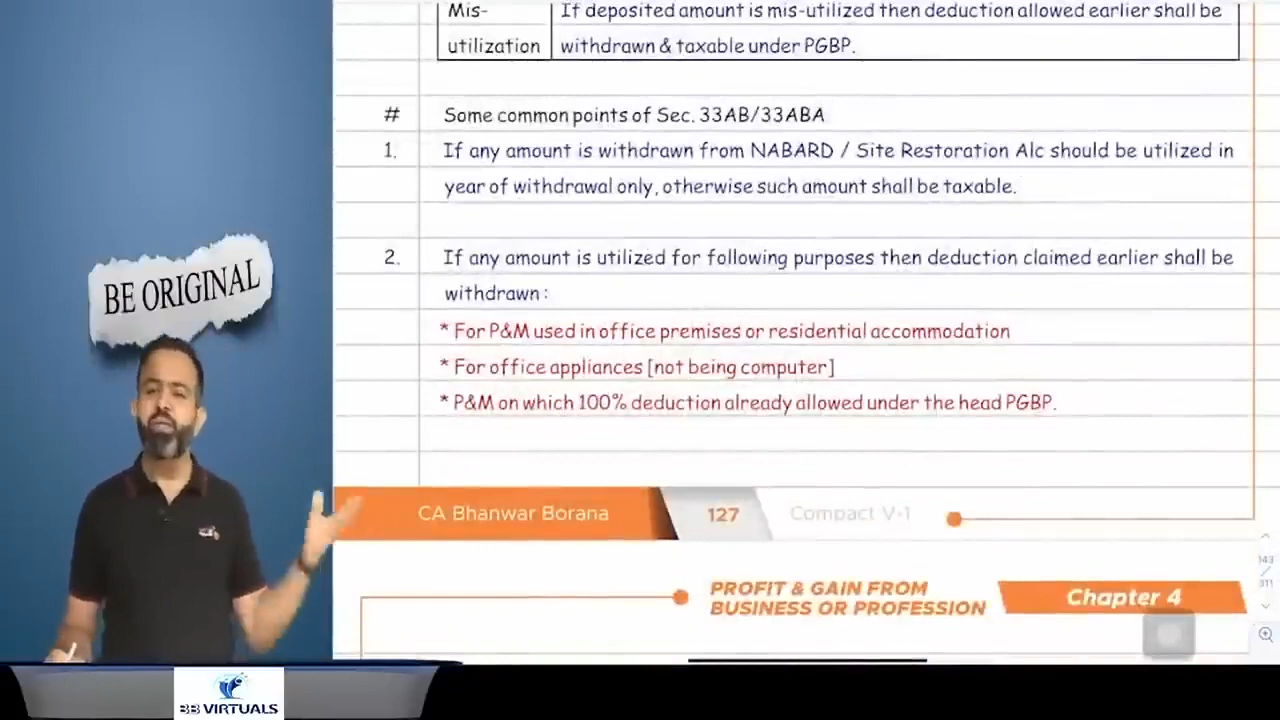 Mis-
utilization
If deposited amount is mis-utilized then deduction allowed earlier shall be
withdrawn & taxable under PGBP.
# Some common points of Sec. 33AB/33ABA
1. If any amount is withdrawn from NABARD / Site Restoration Alc should be utilized in
year of withdrawal only, otherwise such amount shall be taxable.
2. If any amount is utilized for following purposes then deduction claimed earlier shall be
withdrawn :
* For P&M used in office premises or residential accommodation
* For office appliances [not being computer]
* P&M on which 100% deduction already allowed under the head PGBP.
BE ORIGINAL
CA Bhanwar Borana 127 Compact V-1
143
/
311
PROFIT & GAIN FROM
BUSINESS OR PROFESSION
Chapter 4
BB VIRTUALS